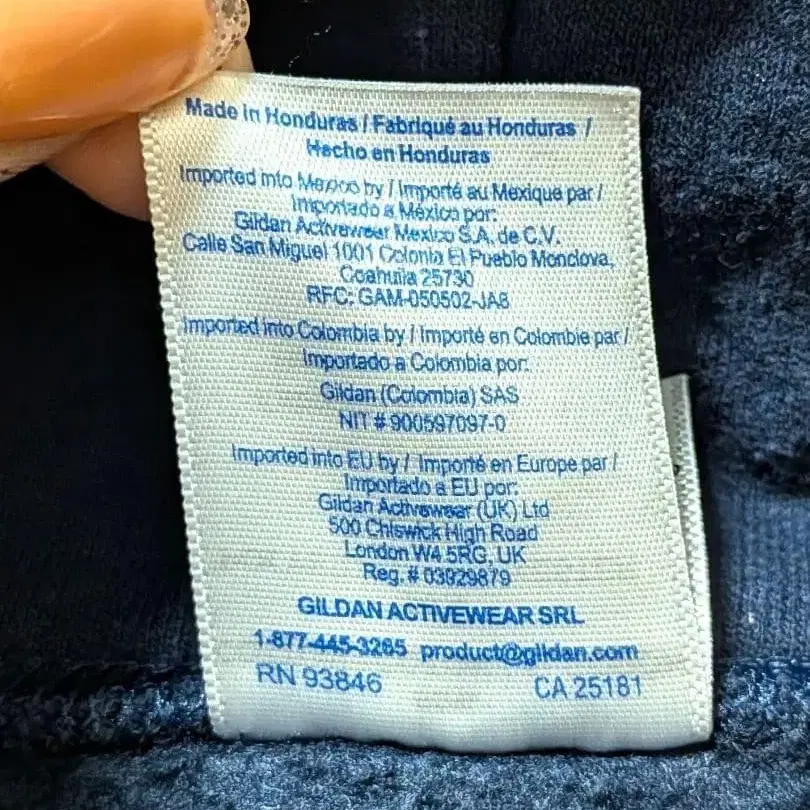 Made in Honduras / Fabriqué au Honduras /
Hecho en Honduras
Imported into Mexico by / Importé au Mexique par /
Importado a México por:
Gildan Activewear Mexico S.A. de C.V.
Calle San Miguel 1001 Colonia El Pueblo Monclova,
Coahuila 25730
RFC: GAM-050502-JA8
Imported into Colombia by / Importé en Colombie par /
Importado a Colombia por:
Gildan (Colombia) SAS
NIT # 900597097-0
Imported into EU by / Importé en Europe par /
Importado a EU por:
Gildan Activewear (UK) Ltd
500 Chiswick High Road
London W4 5RG, UK
Reg. # 03929879
GILDAN ACTIVEWEAR SRL
1-877-445-3265 product@gildan.com
RN 93846 CA 25181